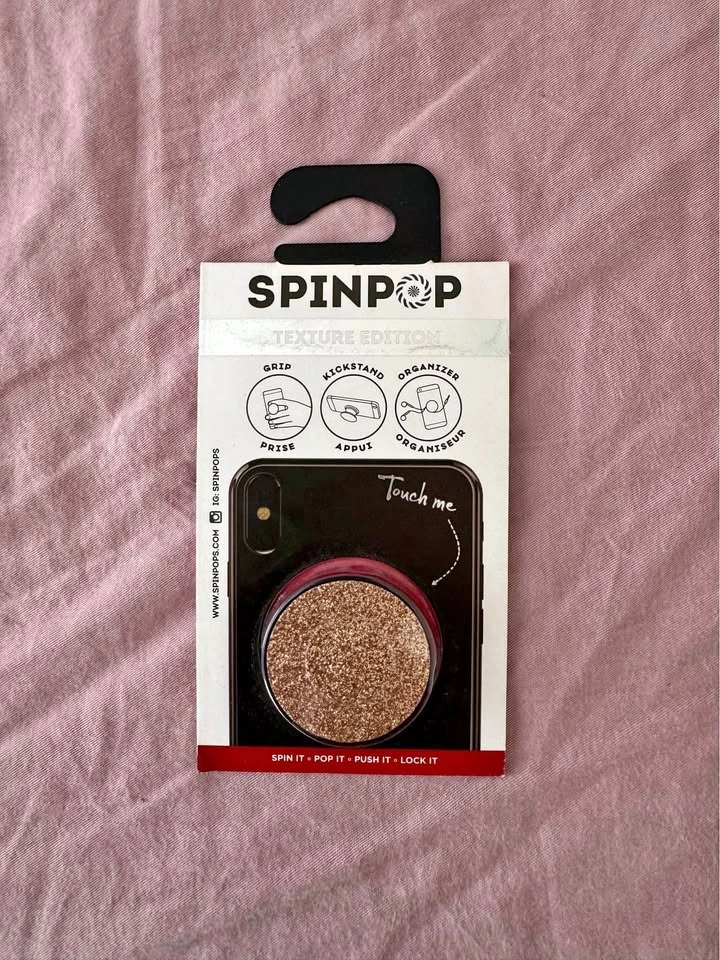 SPINPOP
TEXTURE EDITION
GRIP
KICKSTAND
ORGANIZER
PRISE
APPUI
ORGANISEUR
WWW.SPINPOPS.COM IG: SPINPOPS
Touch me
SPIN IT ◦ POP IT ◦ PUSH IT ◦ LOCK IT